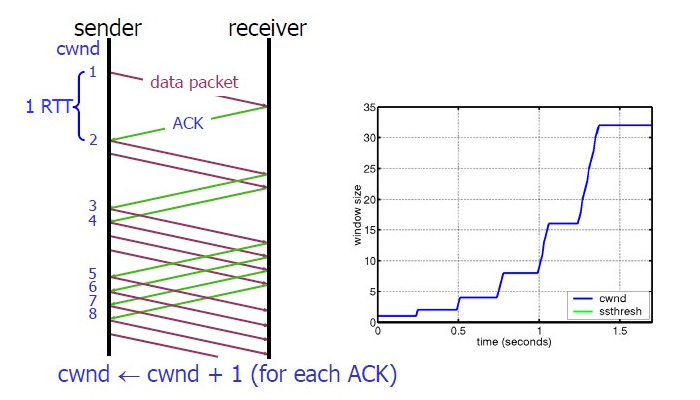 sender receiver
cwnd
1
data packet
1 RTT
ACK
2
3
4
5
6
7
8
cwnd ← cwnd + 1 (for each ACK)
35
30
25
20
15
10
5
0
window size
0 0.5 1 1.5
time (seconds)
cwnd
ssthresh